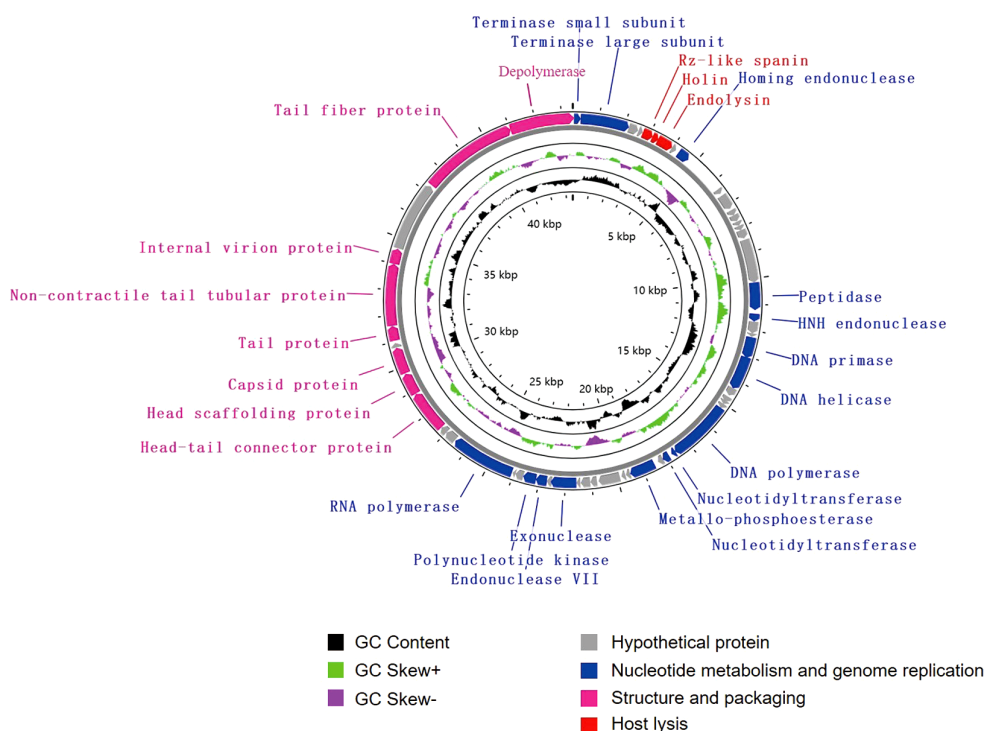 Terminase small subunit
Terminase large subunit
Rz-like spanin
Depolymerase
Holin
Homing endonuclease
Endolysin
Tail fiber protein
40 kbp
5 kbp
Internal virion protein
35 kbp
10 kbp
Non-contractile tail tubular protein
Peptidase
HNH endonuclease
30 kbp
Tail protein
15 kbp
DNA primase
Capsid protein
25 kbp
20 kbp
DNA helicase
Head scaffolding protein
Head-tail connector protein
DNA polymerase
Nucleotidyltransferase
RNA polymerase
Metallo-phosphoesterase
Exonuclease
Nucleotidyltransferase
Polynucleotide kinase
Endonuclease VII
GC Content
GC Skew+
GC Skew-
Hypothetical protein
Nucleotide metabolism and genome replication
Structure and packaging
Host lysis